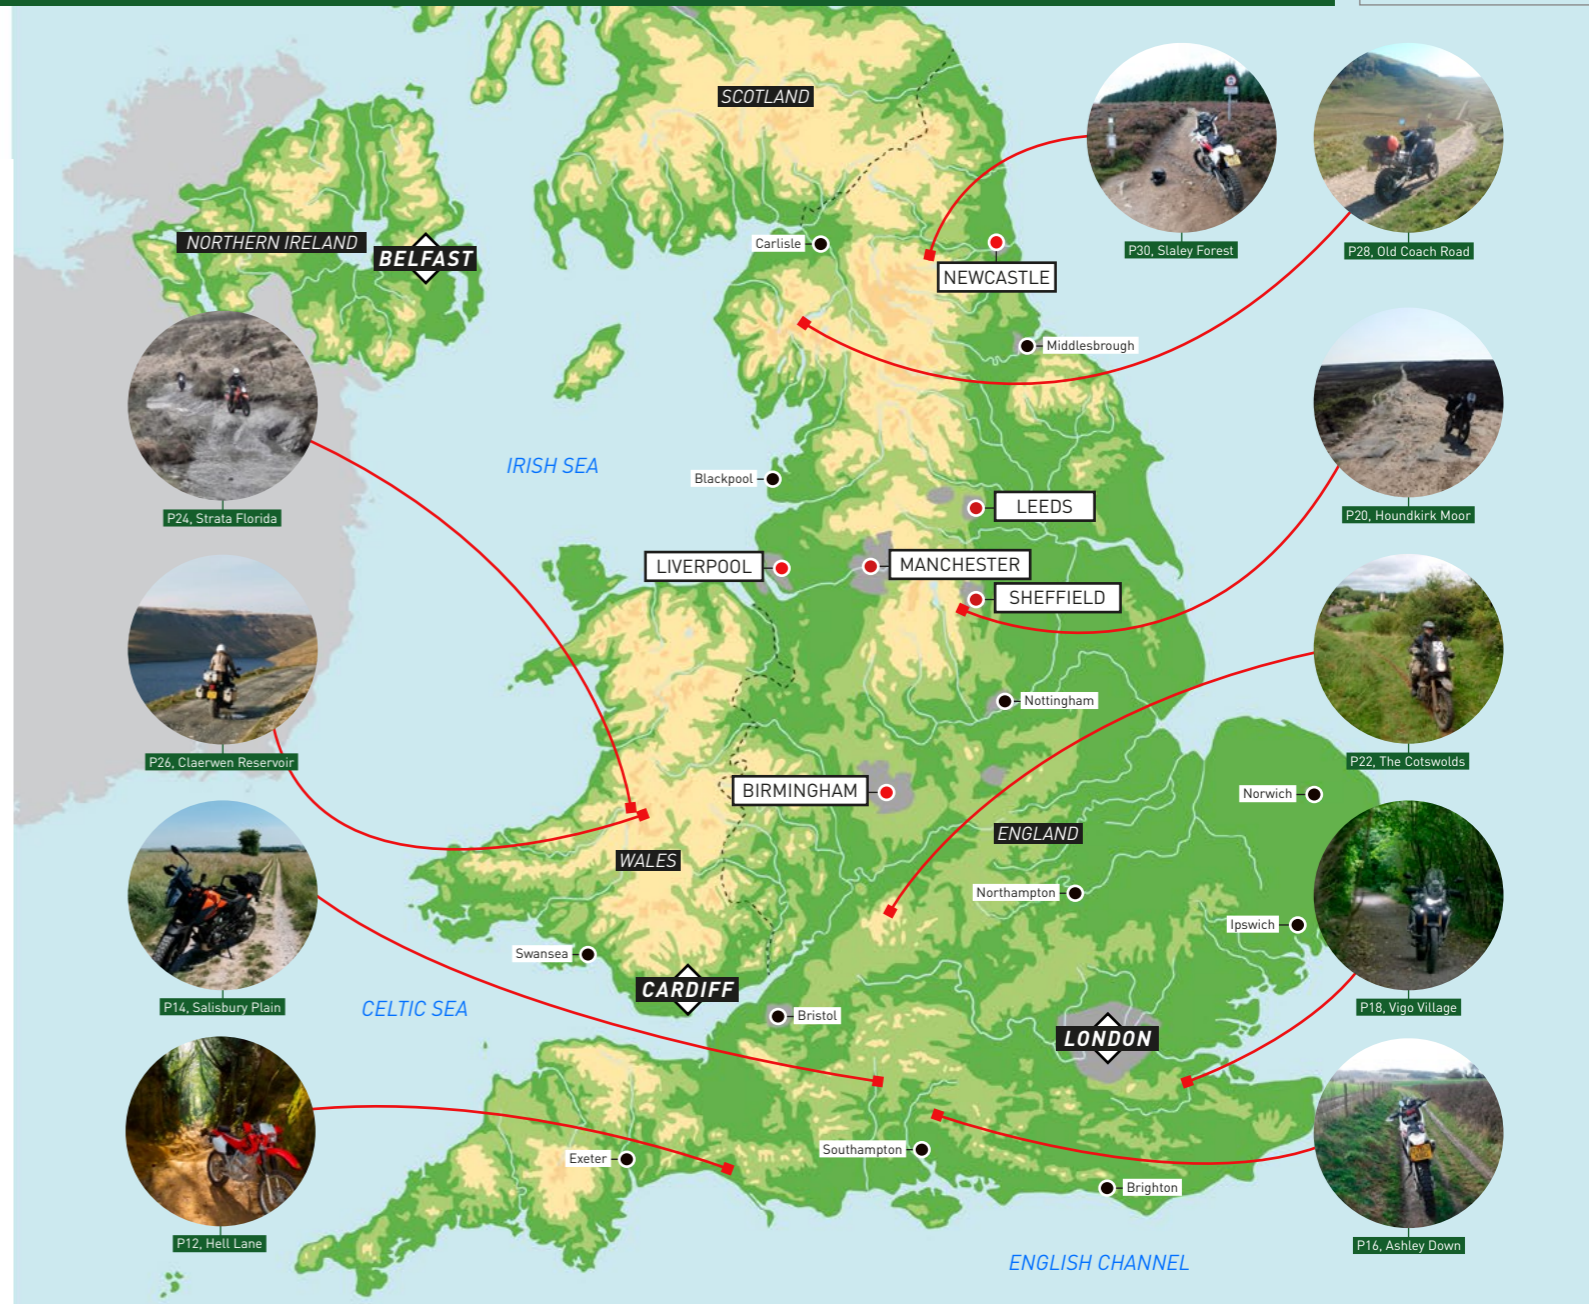 SCOTLAND
NORTHERN IRELAND
BELFAST
Carlisle
NEWCASTLE
P30, Slaley Forest
P28, Old Coach Road
Middlesbrough
IRISH SEA
Blackpool
LEEDS
P24, Strata Florida
P20, Houndkirk Moor
LIVERPOOL
MANCHESTER
SHEFFIELD
Nottingham
P26, Claerwen Reservoir
P22, The Cotswolds
BIRMINGHAM
Norwich
ENGLAND
WALES
Northampton
Ipswich
Swansea
CARDIFF
P14, Salisbury Plain
CELTIC SEA
Bristol
P18, Vigo Village
LONDON
Southampton
Exeter
Brighton
P12, Hell Lane
P16, Ashley Down
ENGLISH CHANNEL